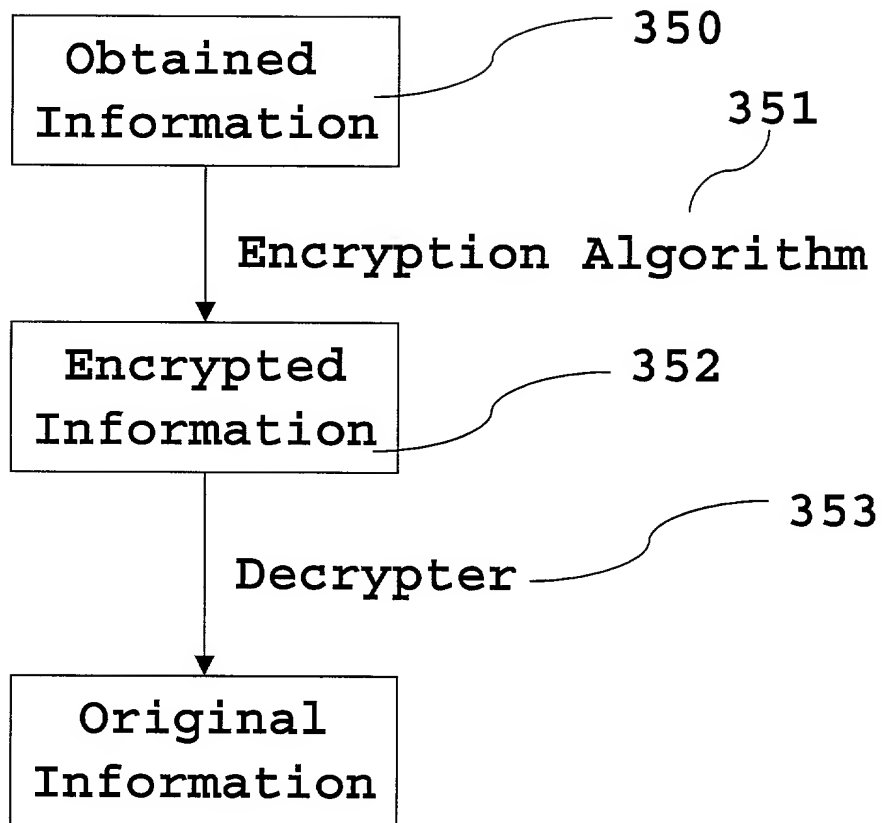 350
Obtained
Information
351
Encryption Algorithm
Encrypted
352
Information
353
Decrypter
Original
Information